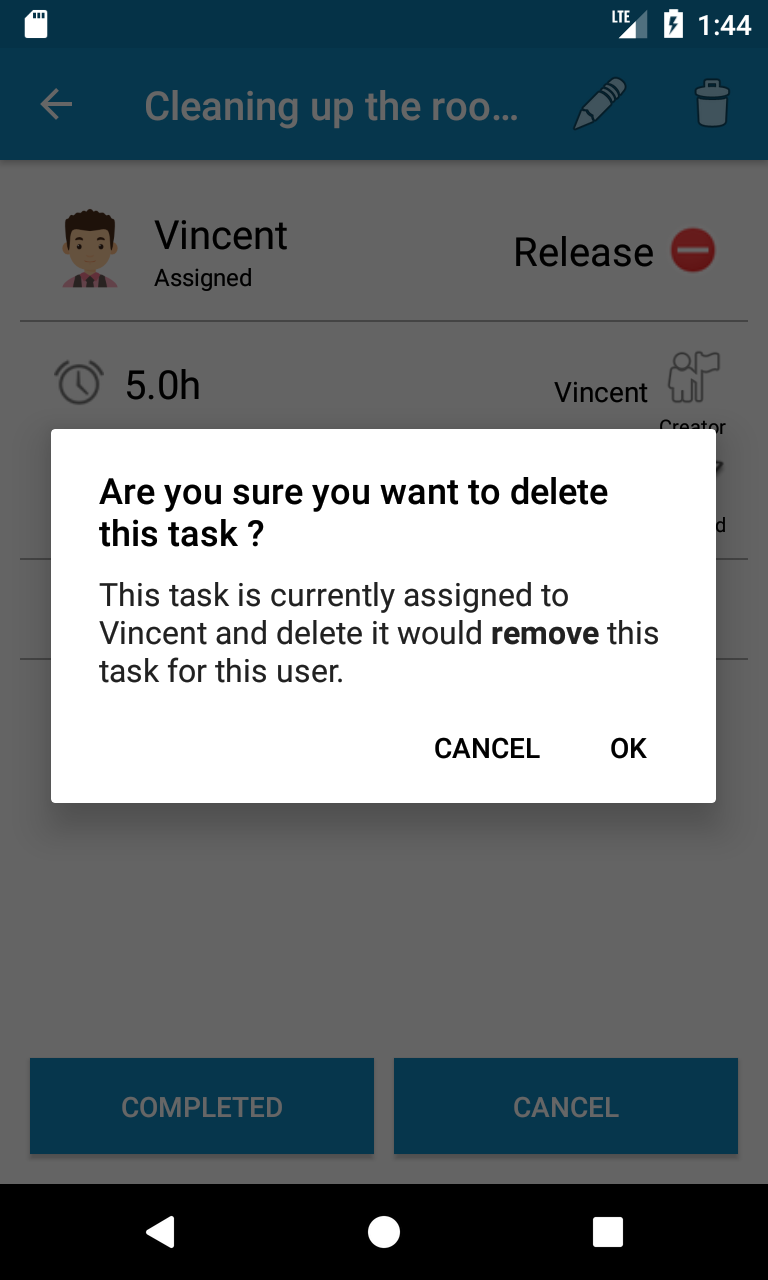 LTE 1:44
Cleaning up the roo...
Vincent
Assigned
Release
5.0h
Vincent
Creator
d
Are you sure you want to delete
this task ?
This task is currently assigned to
Vincent and delete it would remove this
task for this user.
CANCEL OK
COMPLETED CANCEL